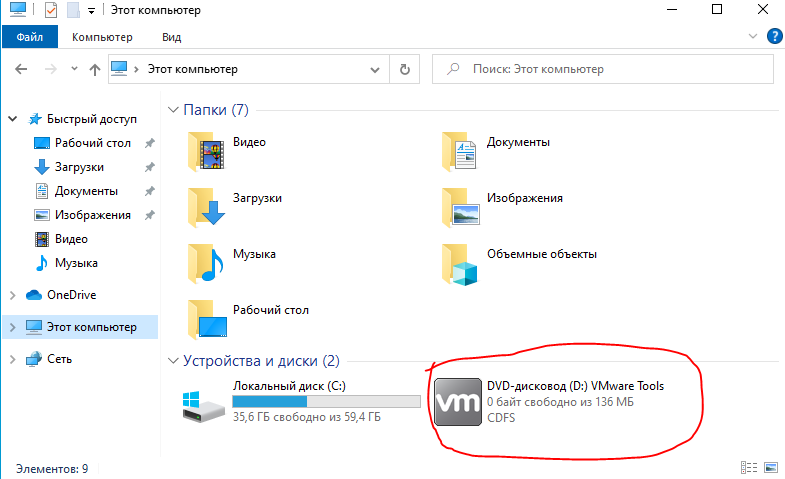 Этот компьютер
Файл
Компьютер
Вид
Этот компьютер
Поиск: Этот компьютер
Быстрый доступ
Рабочий стол
Загрузки
Документы
Изображения
Видео
Музыка
OneDrive
Этот компьютер
Сеть
Папки (7)
Видео
Документы
Загрузки
Изображения
Музыка
Объемные объекты
Рабочий стол
Устройства и диски (2)
Локальный диск (C:)
35,6 ГБ свободно из 59,4 ГБ
vm
DVD-дисковод (D:) VMware Tools
0 байт свободно из 136 МБ
CDFS
Элементов: 9